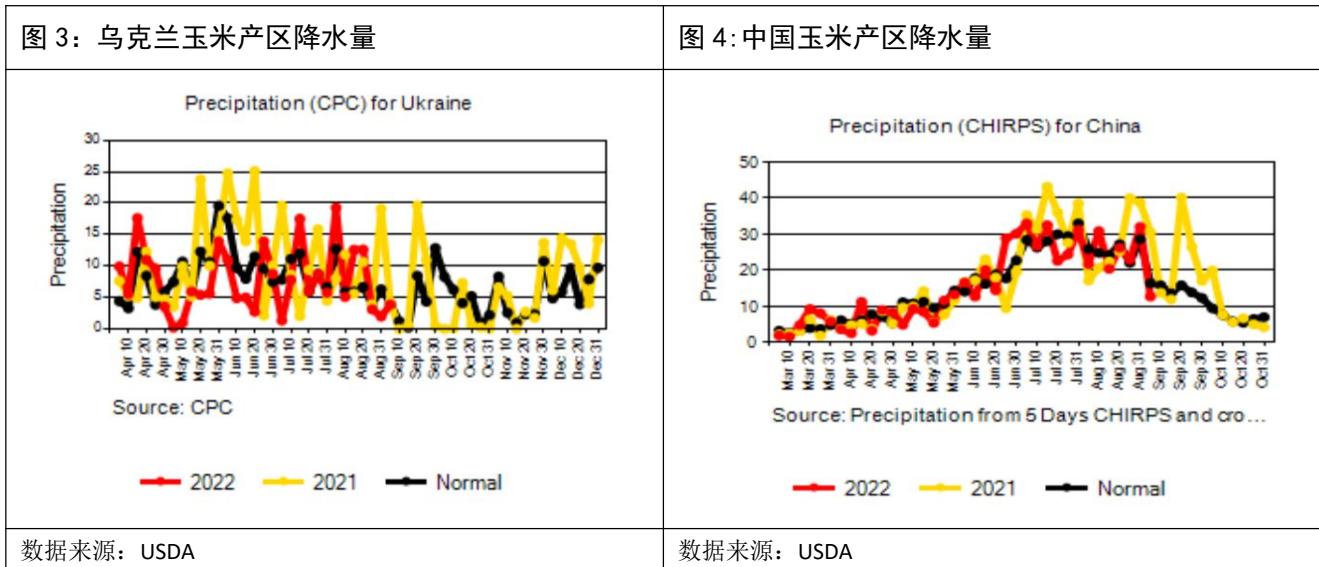 图 3：乌克兰玉米产区降水量
Precipitation (CPC) for Ukraine
Precipitation
30
25
20
15
10
5
0
Apr 10
Apr 20
Apr 30
May 10
May 20
May 31
Jun 10
Jun 20
Jun 30
Jul 10
Jul 20
Jul 31
Aug 10
Aug 20
Aug 31
Sep 10
Sep 20
Sep 30
Oct 10
Oct 20
Oct 31
Nov 10
Nov 20
Nov 30
Dec 10
Dec 20
Dec 31
Source: CPC
2022 2021 Normal
数据来源：USDA
图 4:中国玉米产区降水量
Precipitation (CHIRPS) for China
Precipitation
50
40
30
20
10
0
Mar 10
Mar 20
Mar 31
Apr 10
Apr 20
Apr 30
May 10
May 20
May 31
Jun 10
Jun 20
Jun 30
Jul 10
Jul 20
Jul 31
Aug 10
Aug 20
Aug 31
Sep 10
Sep 20
Sep 30
Oct 10
Oct 20
Oct 31
Source: Precipitation from 5 Days CHIRPS and cro...
2022 2021 Normal
数据来源：USDA